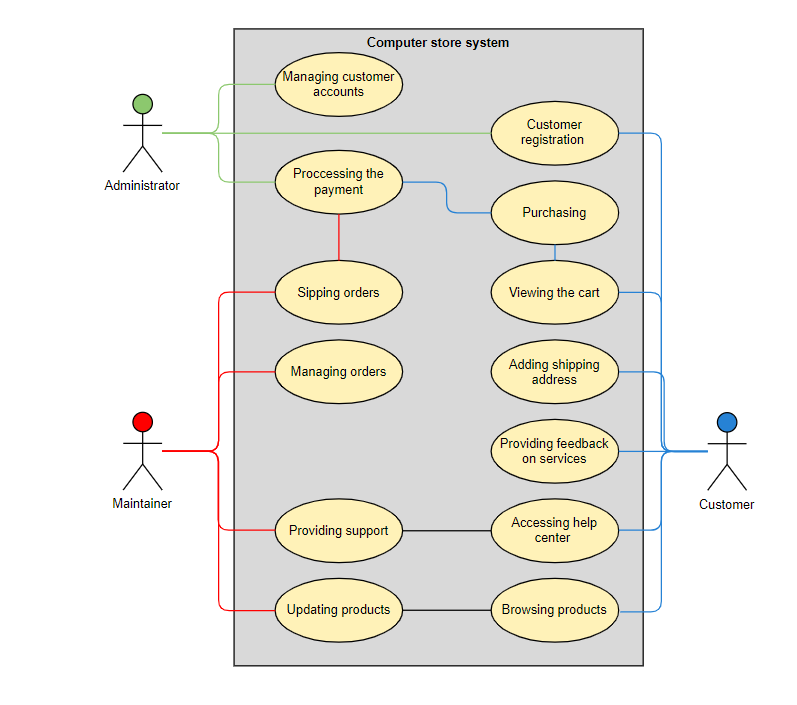 Computer store system
Managing customer
accounts
Customer
registration
Administrator
Proccessing the
payment
Purchasing
Sipping orders
Viewing the cart
Managing orders
Adding shipping
address
Providing feedback
on services
Maintainer
Customer
Providing support
Accessing help
center
Updating products
Browsing products